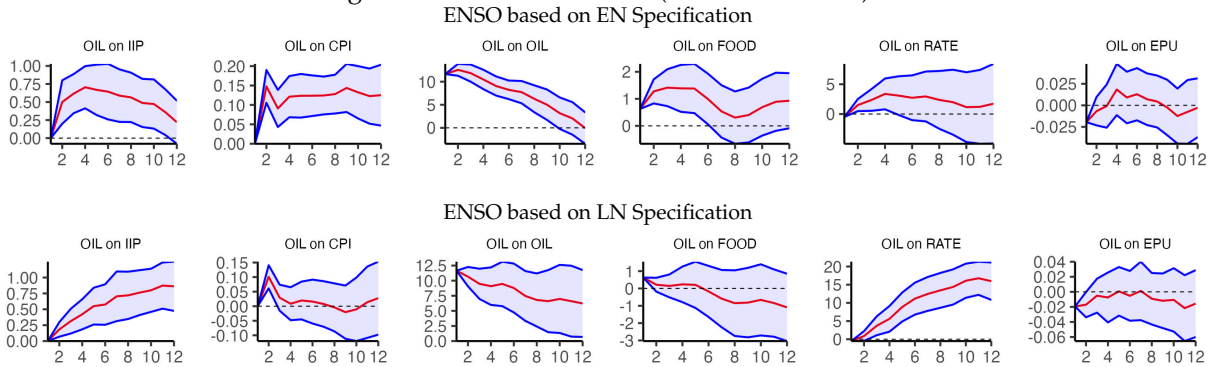 ENSO based on EN Specification
OIL on IIP
OIL on CPI
OIL on OIL
OIL on FOOD
OIL on RATE
OIL on EPU
1.00
0.75
0.50
0.25
0.00
2 4 6 8 10 12
0.20
0.15
0.10
0.05
0.00
2 4 6 8 10 12
10
5
0
2 4 6 8 10 12
2
1
0
2 4 6 8 10 12
5
0
2 4 6 8 10 12
0.025
0.000
-0.025
2 4 6 8 10 12
ENSO based on LN Specification
OIL on IIP
OIL on CPI
OIL on OIL
OIL on FOOD
OIL on RATE
OIL on EPU
1.00
0.75
0.50
0.25
0.00
2 4 6 8 10 12
0.15
0.10
0.05
0.00
-0.05
-0.10
2 4 6 8 10 12
12.5
10.0
7.5
5.0
2.5
0.0
2 4 6 8 10 12
1
0
-1
-2
-3
2 4 6 8 10 12
20
15
10
5
0
2 4 6 8 10 12
0.04
0.02
0.00
-0.02
-0.04
-0.06
2 4 6 8 10 12